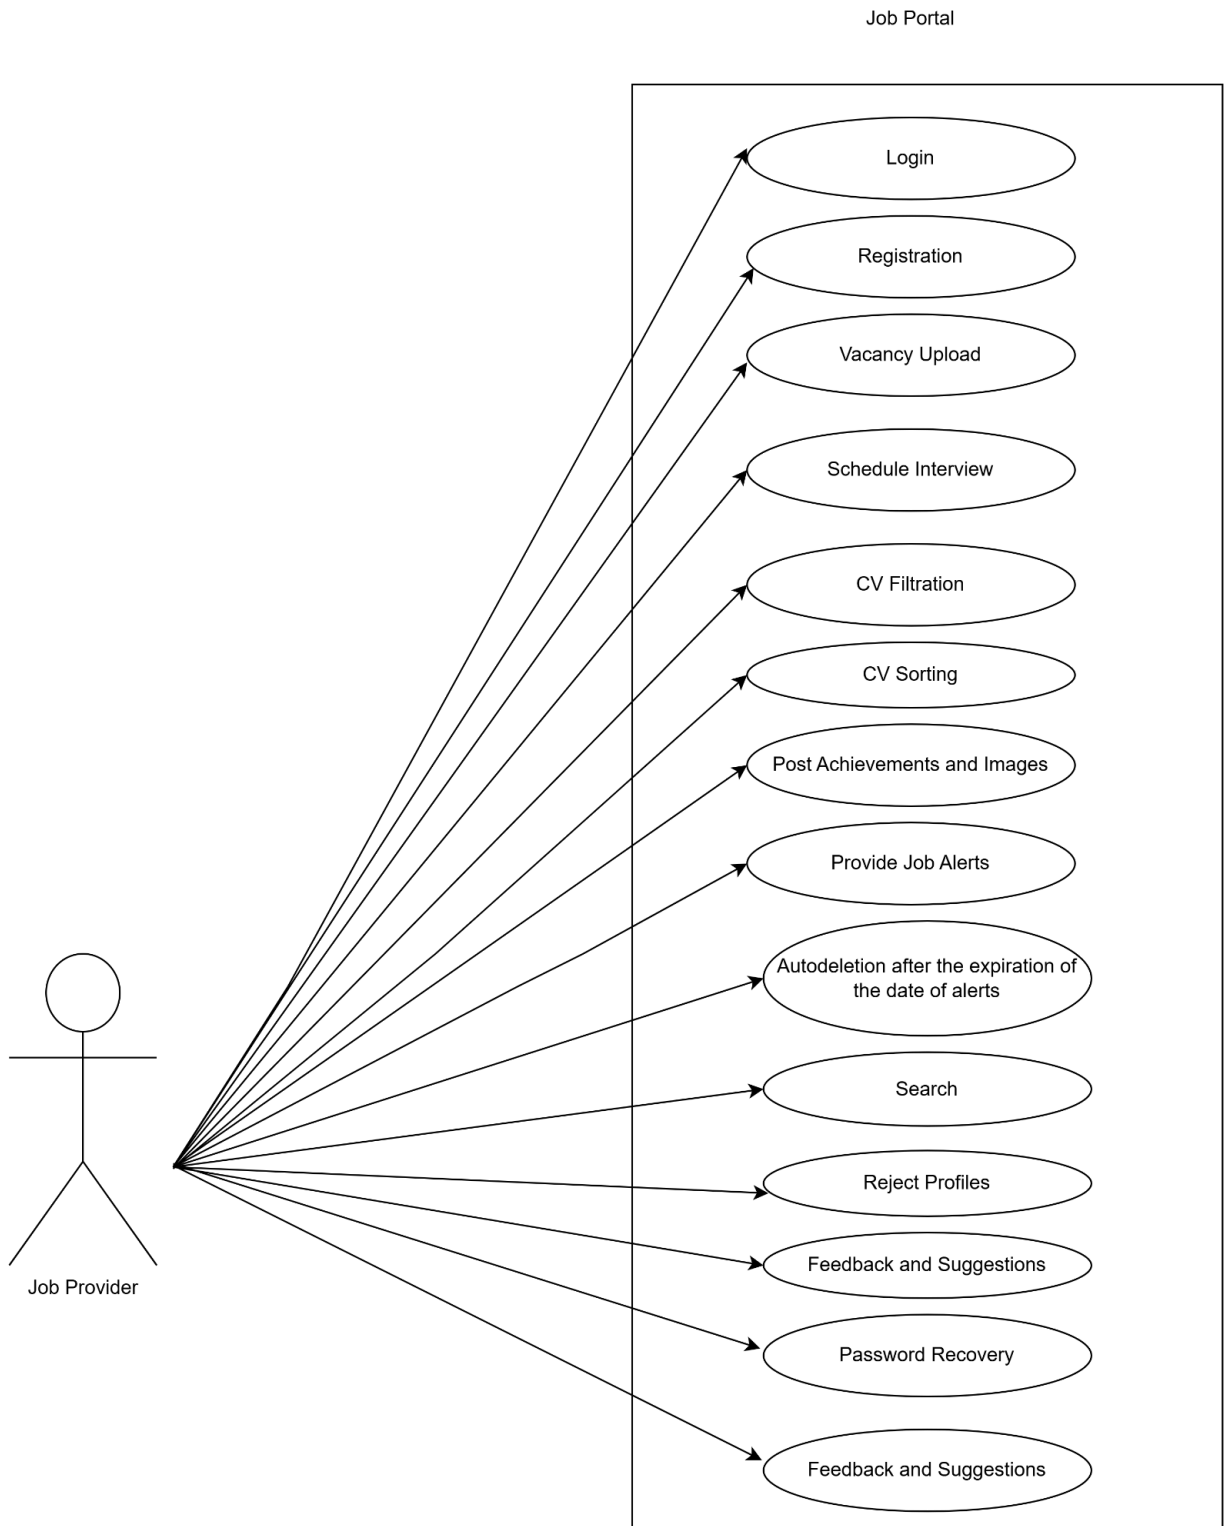 Job Portal
Login
Registration
Vacancy Upload
Schedule Interview
CV Filtration
CV Sorting
Post Achievements and Images
Provide Job Alerts
Autodeletion after the expiration of
the date of alerts
Search
Reject Profiles
Feedback and Suggestions
Job Provider
Password Recovery
Feedback and Suggestions